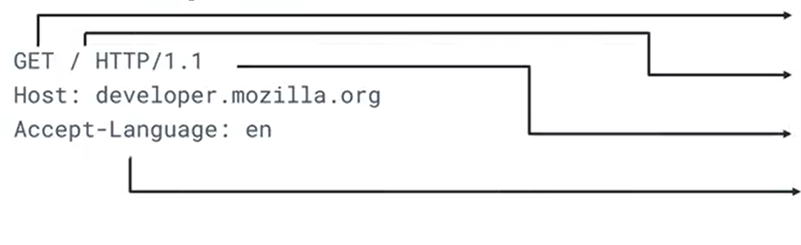 GET / HTTP/1.1
Host: developer.mozilla.org
Accept-Language: en